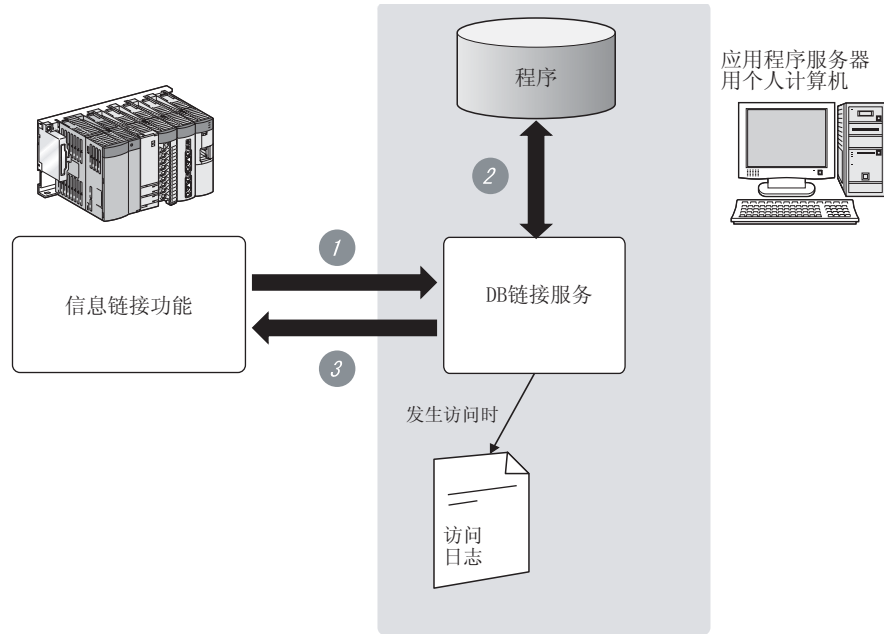 程序
应用程序服务器
用个人计算机
2
1
信息链接功能
DB链接服务
3
发生访问时
访问
日志